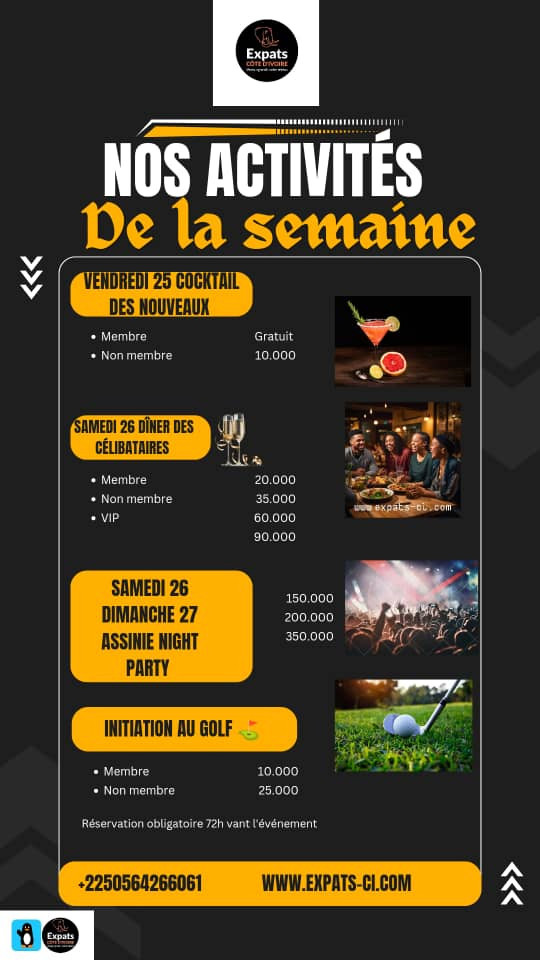 Expats
CÔTE D'IVOIRE
NOS ACTIVITÉS
De la semaine
VENDREDI 25 COCKTAIL
DES NOUVEAUX
• Membre Gratuit
• Non membre 10.000
SAMEDI 26 DÎNER DES
CÉLIBATAIRES
• Membre 20.000
• Non membre 35.000
• VIP 60.000
90.000
www.expats-ci.com
SAMEDI 26
DIMANCHE 27
ASSINIE NIGHT
PARTY
150.000
200.000
350.000
INITIATION AU GOLF ⛳
• Membre 10.000
• Non membre 25.000
Réservation obligatoire 72h vant l'événement
+2250564266061 WWW.EXPATS-CI.COM
Expats
CÔTE D'IVOIRE